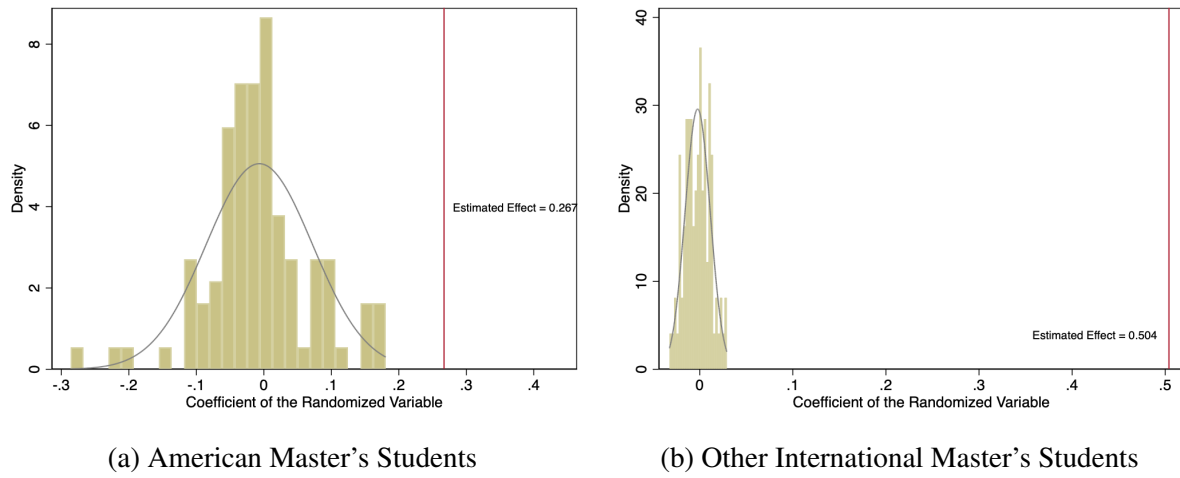 8
6
4
2
0
Density
Estimated Effect = 0.267
-.3 -.2 -.1 0 .1 .2 .3 .4
Coefficient of the Randomized Variable
(a) American Master's Students
40
30
20
10
0
Density
Estimated Effect = 0.504
0 .1 .2 .3 .4 .5
Coefficient of the Randomized Variable
(b) Other International Master's Students